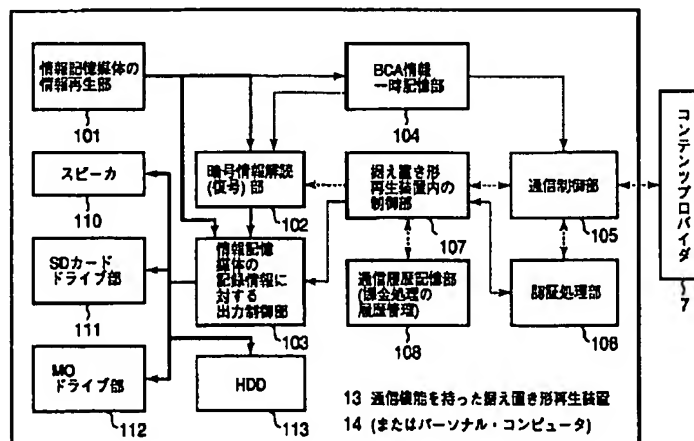 情報記憶媒体の
情報再生部
101
BCA情報
一時記憶部
104
スピーカ
110
暗号情報解読
(復号)部
102
据え置き形
再生装置内の
制御部
107
通信制御部
105
コンテンツプロバイダ
7
SDカード
ドライブ部
111
情報記憶
媒体の
記録情報に
対する
出力制御部
103
通信履歴記憶部
(課金処理の
履歴管理)
108
認証処理部
106
MO
ドライブ部
112
HDD
113
13 通信機能を持った据え置き形再生装置
14 (またはパーソナル・コンピュータ)